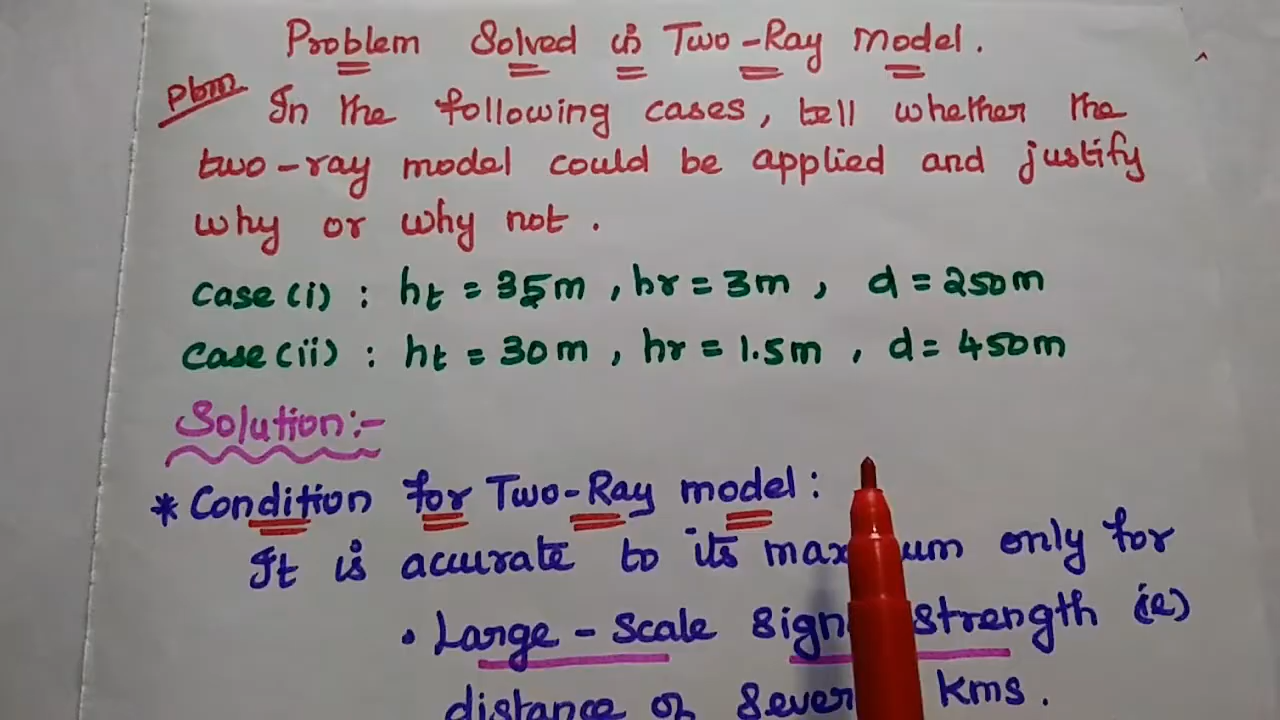 Problem Solved in Two-Ray Model.
Pbm
In the following cases, tell whether the
two-ray model could be applied and justify
why or why not.
Case(i) : ht = 35m, hr = 3m, d = 250m
Case(ii) : ht = 30m, hr = 1.5m, d = 450m
Solution:-
* Condition for Two-Ray model:
It is accurate to its only for
• Large-Scale strength (ie)
distance of kms.